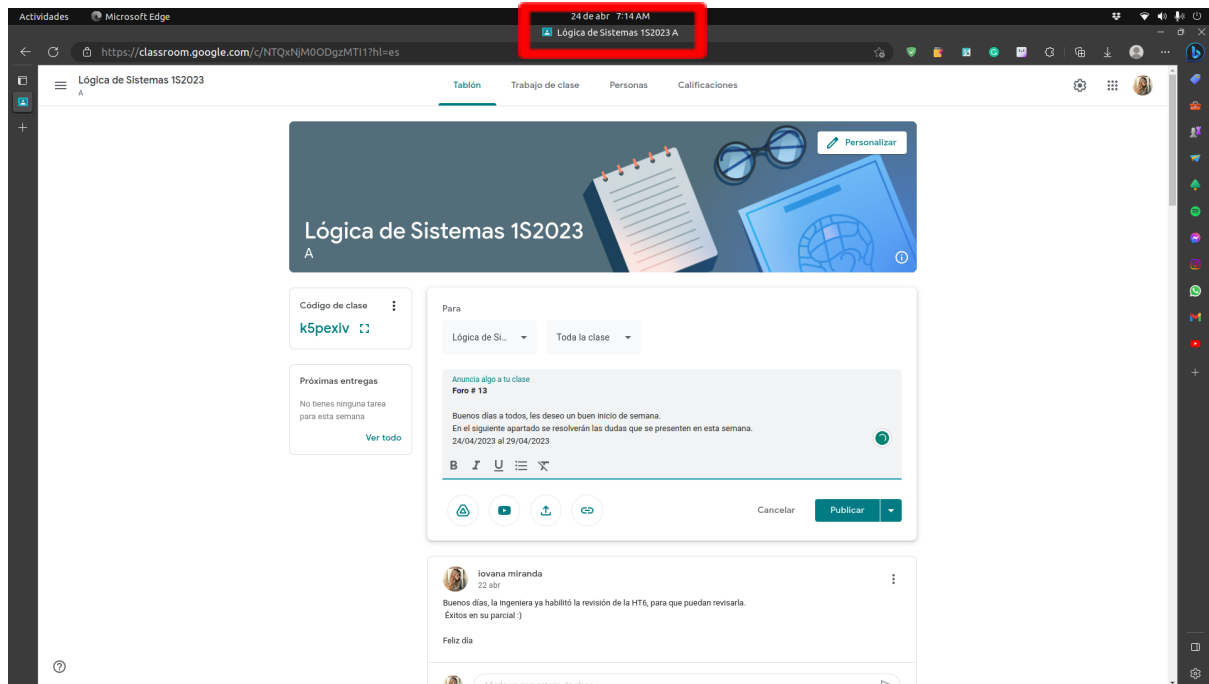 Actividades
Microsoft Edge
24 de abr 7:14 AM
Lógica de Sistemas 1S2023 A
https://classroom.google.com/c/NTQxNjM0ODgzMTI1?hl=es
Lógica de Sistemas 1S2023
A
Tablón
Trabajo de clase
Personas
Calificaciones
Personalizar
Lógica de Sistemas 1S2023
A
Código de clase
k5pexiv
Próximas entregas
No tienes ninguna tarea
para esta semana
Ver todo
Para
Lógica de Si...
Toda la clase
Anuncia algo a tu clase
Foro # 13
Buenos días a todos, les deseo un buen inicio de semana.
En el siguiente apartado se resolverán las dudas que se presenten en esta semana.
24/04/2023 al 29/04/2023
B I U
Cancelar
Publicar
iovana miranda
22 abr
Buenos días, la ingeniera ya habilitó la revisión de la HT6, para que puedan revisarla.
Éxitos en su parcial :)
Feliz día